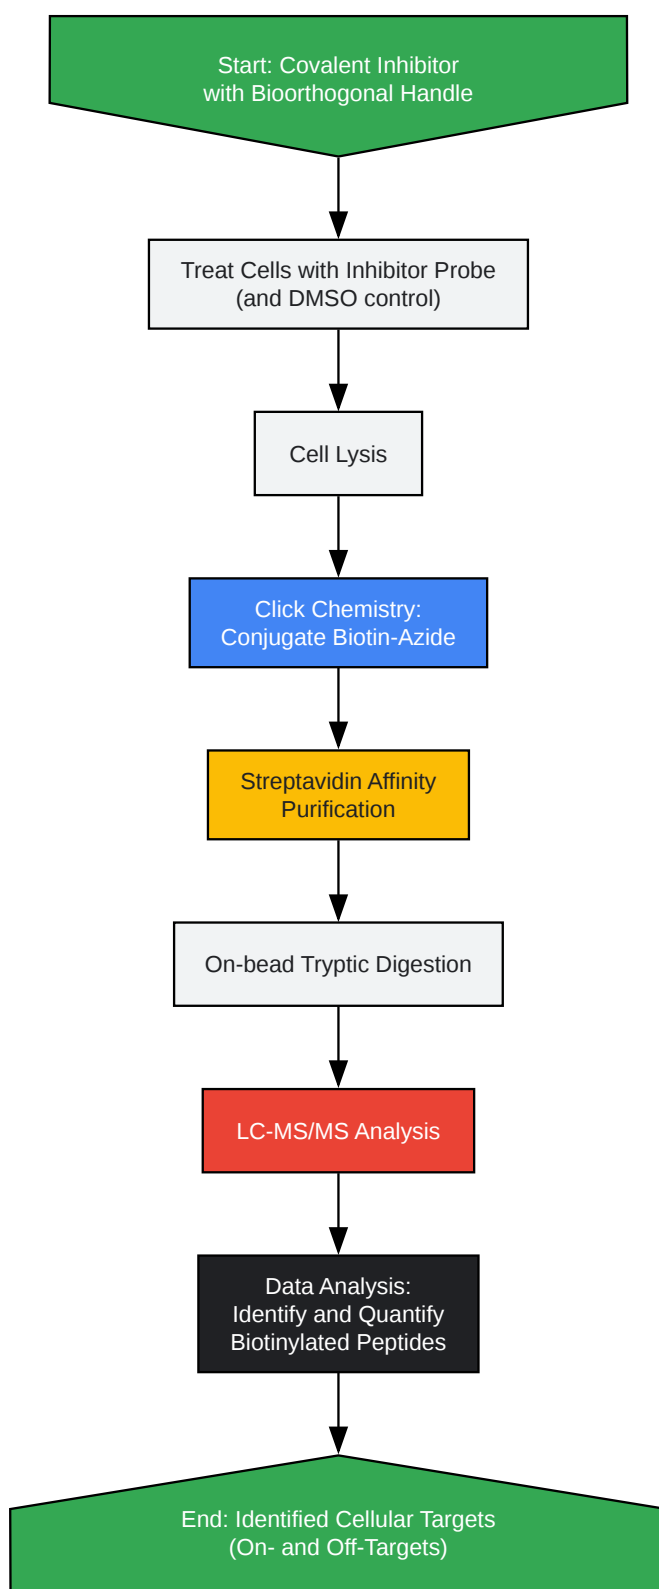 Start: Covalent Inhibitor
with Bioorthogonal Handle
Treat Cells with Inhibitor Probe
(and DMSO control)
Cell Lysis
Click Chemistry:
Conjugate Biotin-Azide
Streptavidin Affinity
Purification
On-bead Tryptic Digestion
LC-MS/MS Analysis
Data Analysis:
Identify and Quantify
Biotinylated Peptides
End: Identified Cellular Targets
(On- and Off-Targets)